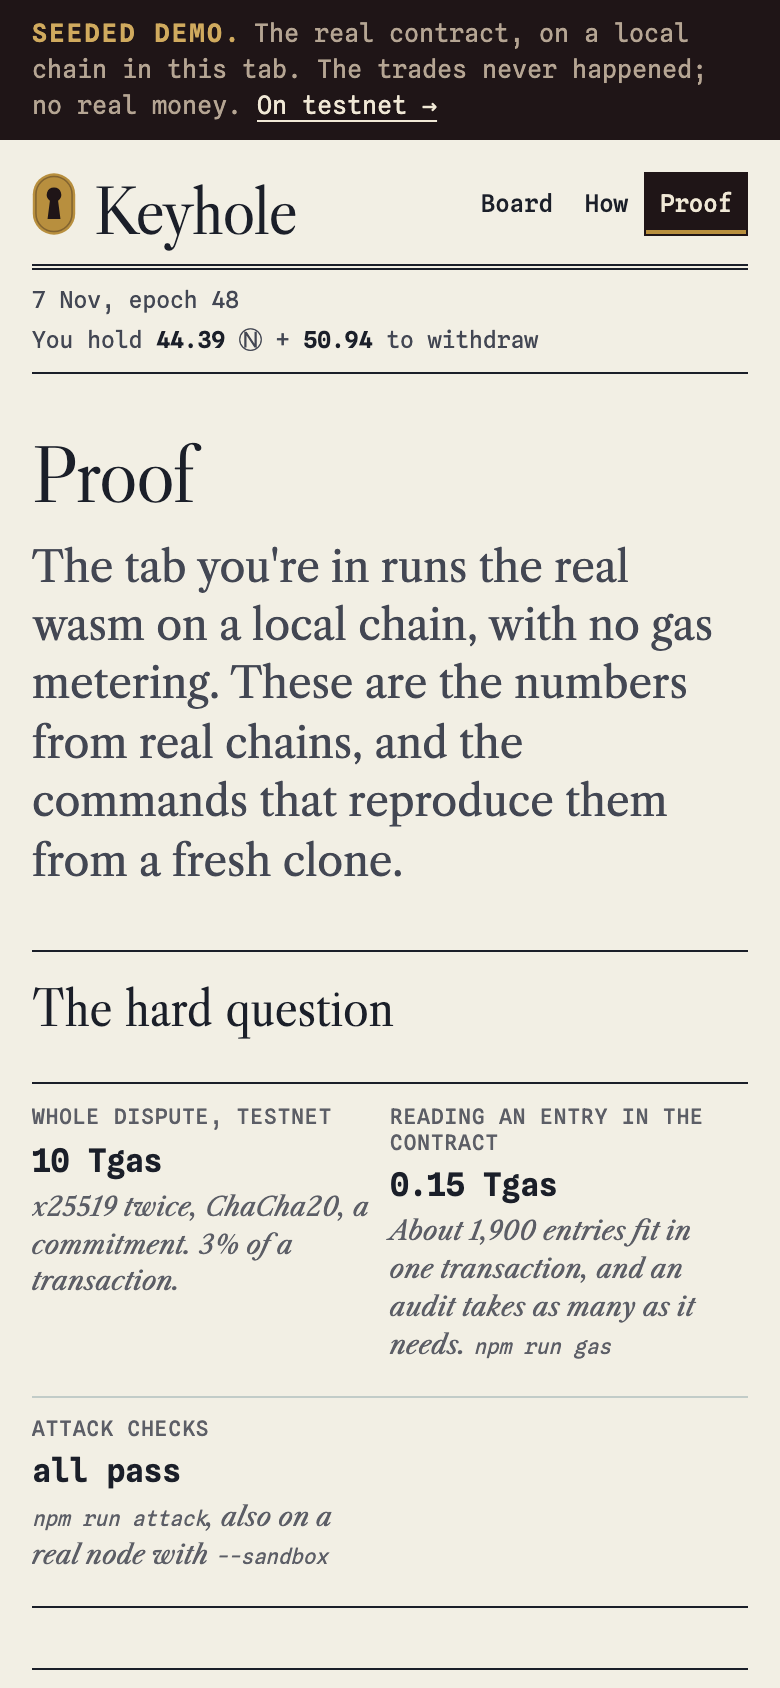 SEEDED DEMO. The real contract, on a local
chain in this tab. The trades never happened;
no real money. On testnet →
Keyhole
Board How Proof
7 Nov, epoch 48
You hold 44.39 Ⓝ + 50.94 to withdraw
Proof
The tab you're in runs the real
wasm on a local chain, with no gas
metering. These are the numbers
from real chains, and the
commands that reproduce them
from a fresh clone.
The hard question
WHOLE DISPUTE, TESTNET
10 Tgas
x25519 twice, ChaCha20, a
commitment. 3% of a
transaction.
READING AN ENTRY IN THE
CONTRACT
0.15 Tgas
About 1,900 entries fit in
one transaction, and an
audit takes as many as it
needs. npm run gas
ATTACK CHECKS
all pass
npm run attack, also on a
real node with --sandbox